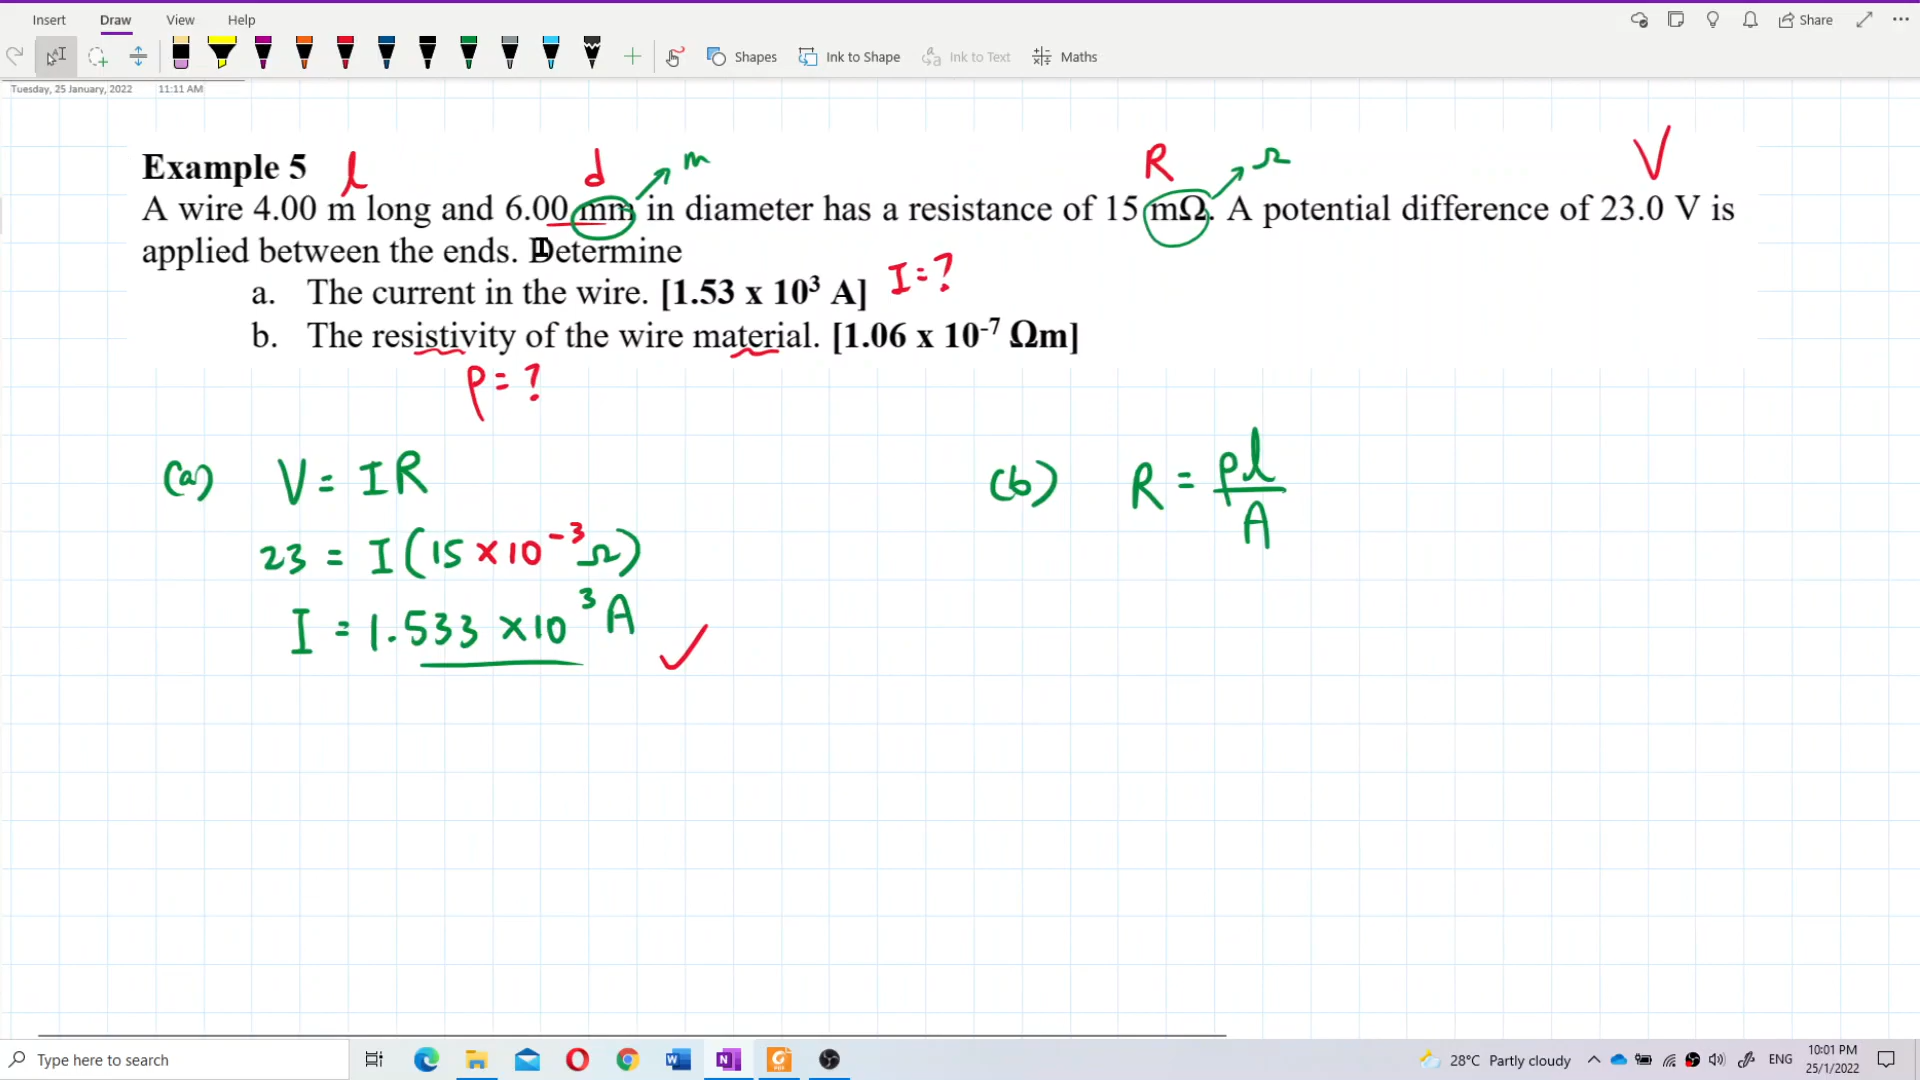 Insert Draw View Help
Share
Shapes Ink to Shape Ink to Text Maths
Tuesday, 25 January, 2022 11:11 AM
Example 5
l d m R Ω V
A wire 4.00 m long and 6.00 mm in diameter has a resistance of 15 mΩ. A potential difference of 23.0 V is
applied between the ends. Determine
a. The current in the wire. [1.53 x 10³ A] I = ?
b. The resistivity of the wire material. [1.06 x 10⁻⁷ Ωm]
ρ = ?
(a) V = IR
23 = I(15 ×10⁻³Ω)
I = 1.533 ×10³ A
(b) R = ρl/A
Type here to search
28°C Partly cloudy
ENG
10:01 PM
25/1/2022